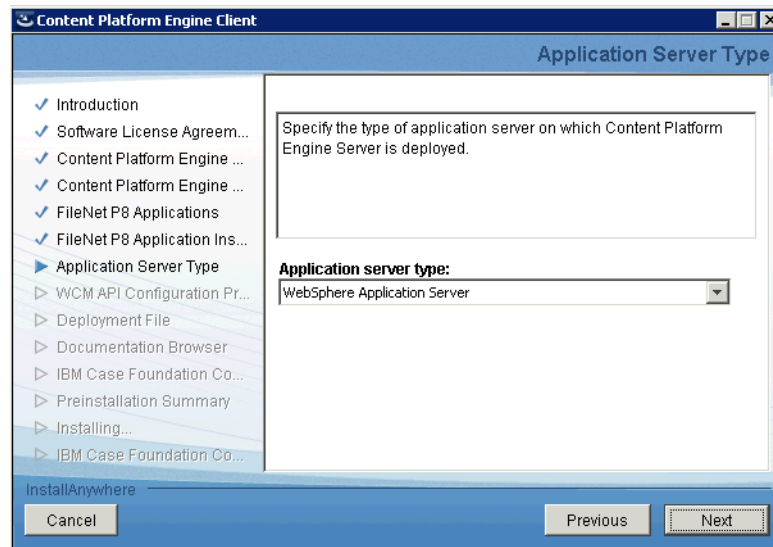 Content Platform Engine Client
Application Server Type
Introduction
Software License Agreem...
Content Platform Engine ...
Content Platform Engine ...
FileNet P8 Applications
FileNet P8 Application Ins...
Application Server Type
WCM API Configuration Pr...
Deployment File
Documentation Browser
IBM Case Foundation Co...
Preinstallation Summary
Installing...
IBM Case Foundation Co...
Specify the type of application server on which Content Platform
Engine Server is deployed.
Application server type:
WebSphere Application Server
InstallAnywhere
Cancel
Previous
Next